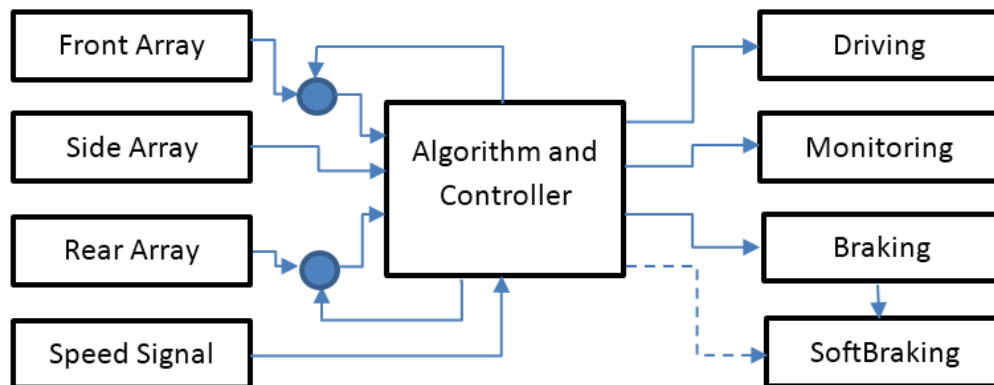 Front Array
Driving
Side Array
Algorithm and
Controller
Monitoring
Rear Array
Braking
Speed Signal
SoftBraking